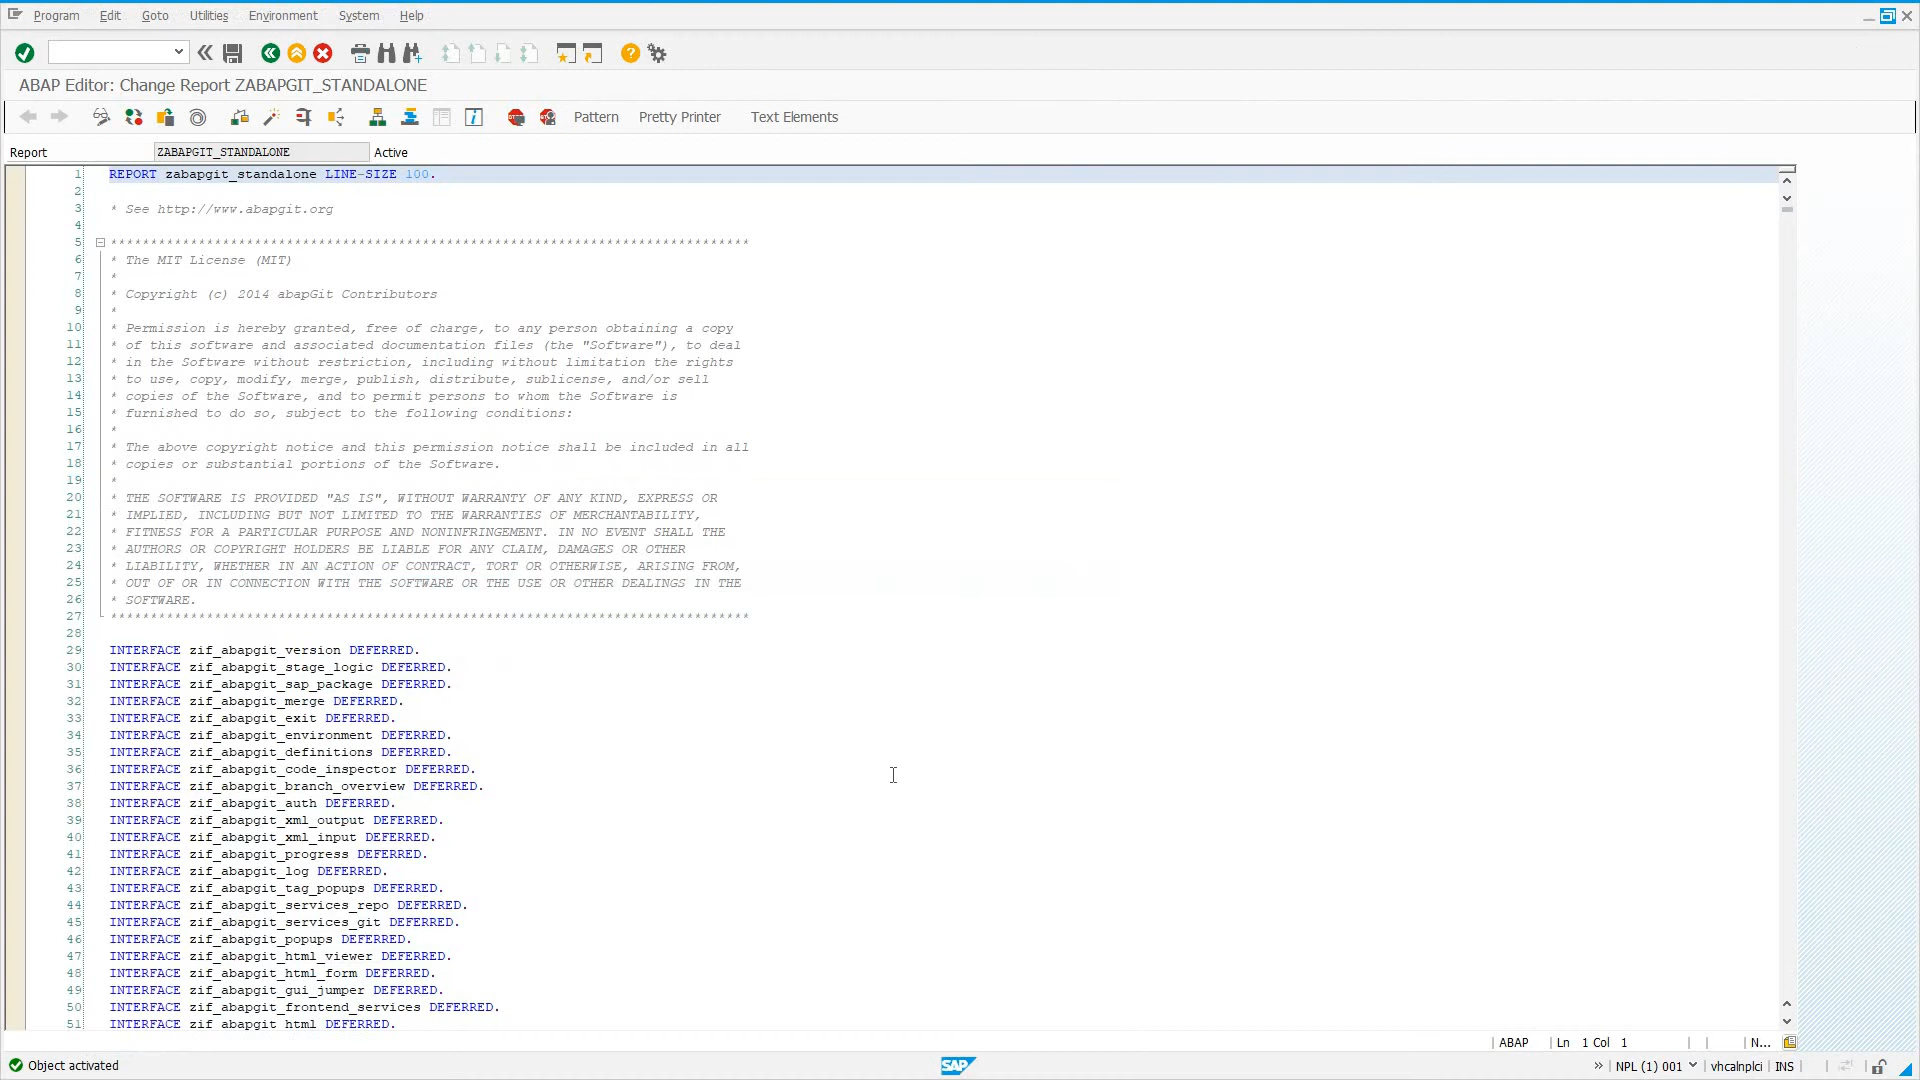 Program Edit Goto Utilities Environment System Help
ABAP Editor: Change Report ZABAPGIT_STANDALONE
Pattern Pretty Printer Text Elements
Report ZABAPGIT_STANDALONE Active
1 REPORT zabapgit_standalone LINE-SIZE 100.
2
3 * See http://www.abapgit.org
4
5 ********************************************************************************
6 * The MIT License (MIT)
7 *
8 * Copyright (c) 2014 abapGit Contributors
9 *
10 * Permission is hereby granted, free of charge, to any person obtaining a copy
11 * of this software and associated documentation files (the "Software"), to deal
12 * in the Software without restriction, including without limitation the rights
13 * to use, copy, modify, merge, publish, distribute, sublicense, and/or sell
14 * copies of the Software, and to permit persons to whom the Software is
15 * furnished to do so, subject to the following conditions:
16 *
17 * The above copyright notice and this permission notice shall be included in all
18 * copies or substantial portions of the Software.
19 *
20 * THE SOFTWARE IS PROVIDED "AS IS", WITHOUT WARRANTY OF ANY KIND, EXPRESS OR
21 * IMPLIED, INCLUDING BUT NOT LIMITED TO THE WARRANTIES OF MERCHANTABILITY,
22 * FITNESS FOR A PARTICULAR PURPOSE AND NONINFRINGEMENT. IN NO EVENT SHALL THE
23 * AUTHORS OR COPYRIGHT HOLDERS BE LIABLE FOR ANY CLAIM, DAMAGES OR OTHER
24 * LIABILITY, WHETHER IN AN ACTION OF CONTRACT, TORT OR OTHERWISE, ARISING FROM,
25 * OUT OF OR IN CONNECTION WITH THE SOFTWARE OR THE USE OR OTHER DEALINGS IN THE
26 * SOFTWARE.
27 ********************************************************************************
28
29 INTERFACE zif_abapgit_version DEFERRED.
30 INTERFACE zif_abapgit_stage_logic DEFERRED.
31 INTERFACE zif_abapgit_sap_package DEFERRED.
32 INTERFACE zif_abapgit_merge DEFERRED.
33 INTERFACE zif_abapgit_exit DEFERRED.
34 INTERFACE zif_abapgit_environment DEFERRED.
35 INTERFACE zif_abapgit_definitions DEFERRED.
36 INTERFACE zif_abapgit_code_inspector DEFERRED.
37 INTERFACE zif_abapgit_branch_overview DEFERRED.
38 INTERFACE zif_abapgit_auth DEFERRED.
39 INTERFACE zif_abapgit_xml_output DEFERRED.
40 INTERFACE zif_abapgit_xml_input DEFERRED.
41 INTERFACE zif_abapgit_progress DEFERRED.
42 INTERFACE zif_abapgit_log DEFERRED.
43 INTERFACE zif_abapgit_tag_popups DEFERRED.
44 INTERFACE zif_abapgit_services_repo DEFERRED.
45 INTERFACE zif_abapgit_services_git DEFERRED.
46 INTERFACE zif_abapgit_popups DEFERRED.
47 INTERFACE zif_abapgit_html_viewer DEFERRED.
48 INTERFACE zif_abapgit_html_form DEFERRED.
49 INTERFACE zif_abapgit_gui_jumper DEFERRED.
50 INTERFACE zif_abapgit_frontend_services DEFERRED.
51 INTERFACE zif_abapgit_html DEFERRED.
ABAP Ln 1 Col 1 N...
Object activated SAP » NPL (1) 001 vhcalnplci INS